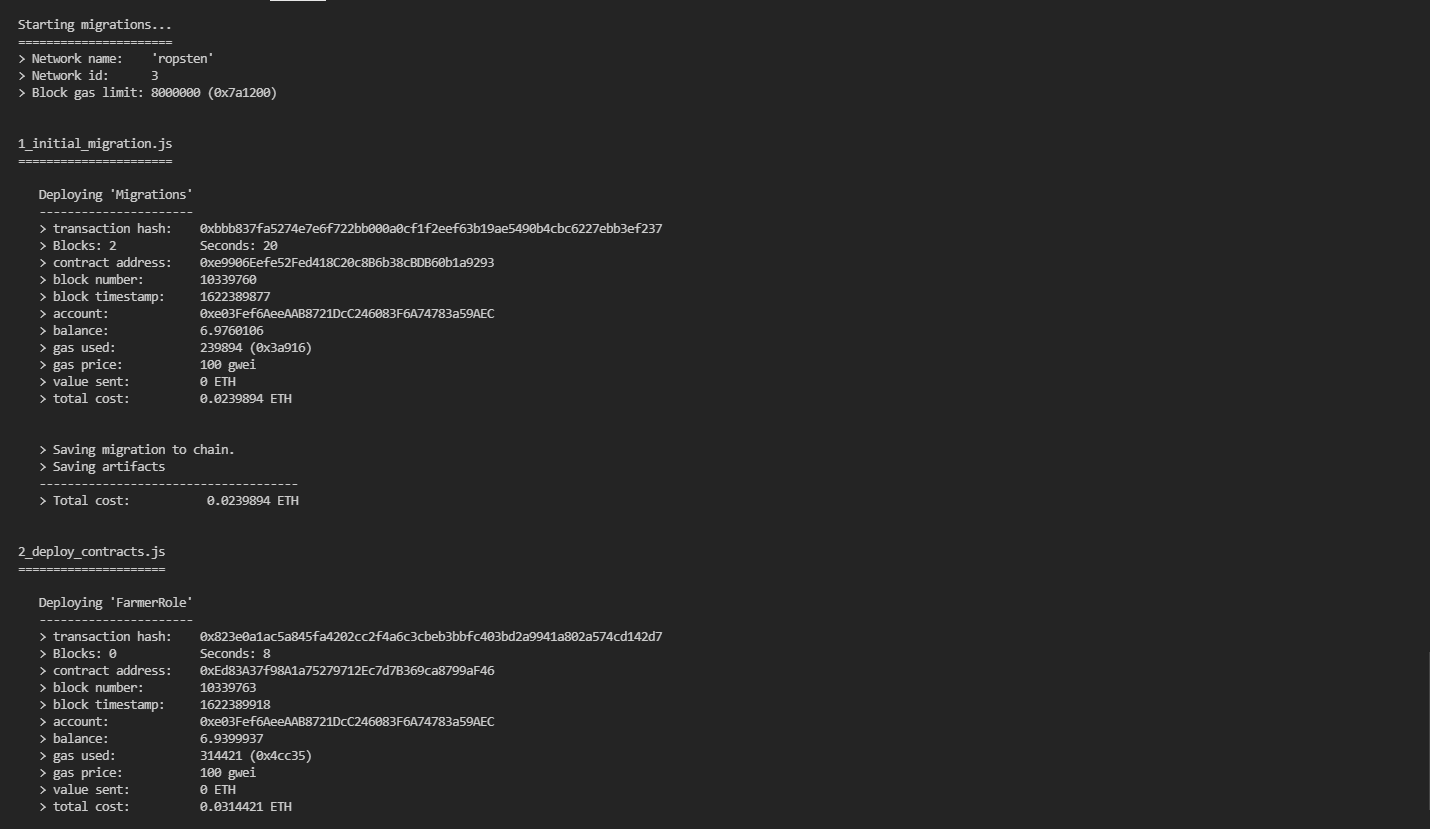 Starting migrations...
======================
> Network name:    'ropsten'
> Network id:      3
> Block gas limit: 8000000 (0x7a1200)
1_initial_migration.js
======================
Deploying 'Migrations'
----------------------
> transaction hash:    0xbbb837fa5274e7e6f722bb000a0cf1f2eef63b19ae5490b4cbc6227ebb3ef237
> Blocks: 2            Seconds: 20
> contract address:    0xe9906Eefe52Fed418C20c8B6b38cBDB60b1a9293
> block number:        10339760
> block timestamp:     1622389877
> account:             0xe03Fef6AeeAAB8721DcC246083F6A74783a59AEC
> balance:             6.9760106
> gas used:            239894 (0x3a916)
> gas price:           100 gwei
> value sent:          0 ETH
> total cost:          0.0239894 ETH
> Saving migration to chain.
> Saving artifacts
-------------------------------------
> Total cost:           0.0239894 ETH
2_deploy_contracts.js
=====================
Deploying 'FarmerRole'
----------------------
> transaction hash:    0x823e0a1ac5a845fa4202cc2f4a6c3cbeb3bbfc403bd2a9941a802a574cd142d7
> Blocks: 0            Seconds: 8
> contract address:    0xEd83A37f98A1a75279712Ec7d7B369ca8799aF46
> block number:        10339763
> block timestamp:     1622389918
> account:             0xe03Fef6AeeAAB8721DcC246083F6A74783a59AEC
> balance:             6.9399937
> gas used:            314421 (0x4cc35)
> gas price:           100 gwei
> value sent:          0 ETH
> total cost:          0.0314421 ETH